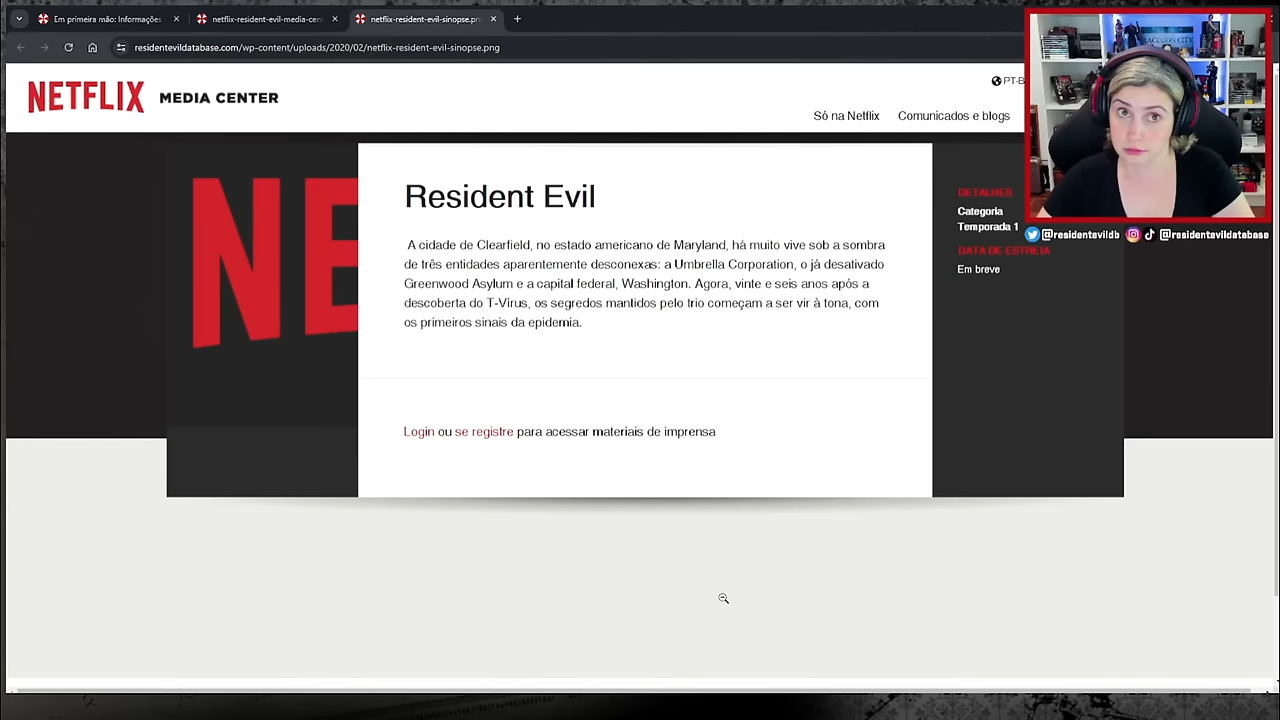 Em primeira mão: Informações
netflix-resident-evil-media-cen
netflix-resident-evil-sinopse.pn
residentevildatabase.com/wp-content/uploads/2020/02/netflix-resident-evil-sinopse.png
NETFLIX MEDIA CENTER
PT-B
Só na Netflix Comunicados e blogs
NE
Resident Evil
A cidade de Clearfield, no estado americano de Maryland, há muito vive sob a sombra
de três entidades aparentemente desconexas: a Umbrella Corporation, o já desativado
Greenwood Asylum e a capital federal, Washington. Agora, vinte e seis anos após a
descoberta do T-Vírus, os segredos mantidos pelo trio começam a ser vir à tona, com
os primeiros sinais da epidemia.
Login ou se registre para acessar materiais de imprensa
DETALHES
Categoria
Temporada 1
DATA DE ESTREIA
Em breve
RACCOON CITY
@residentevildb @residentevildatabase